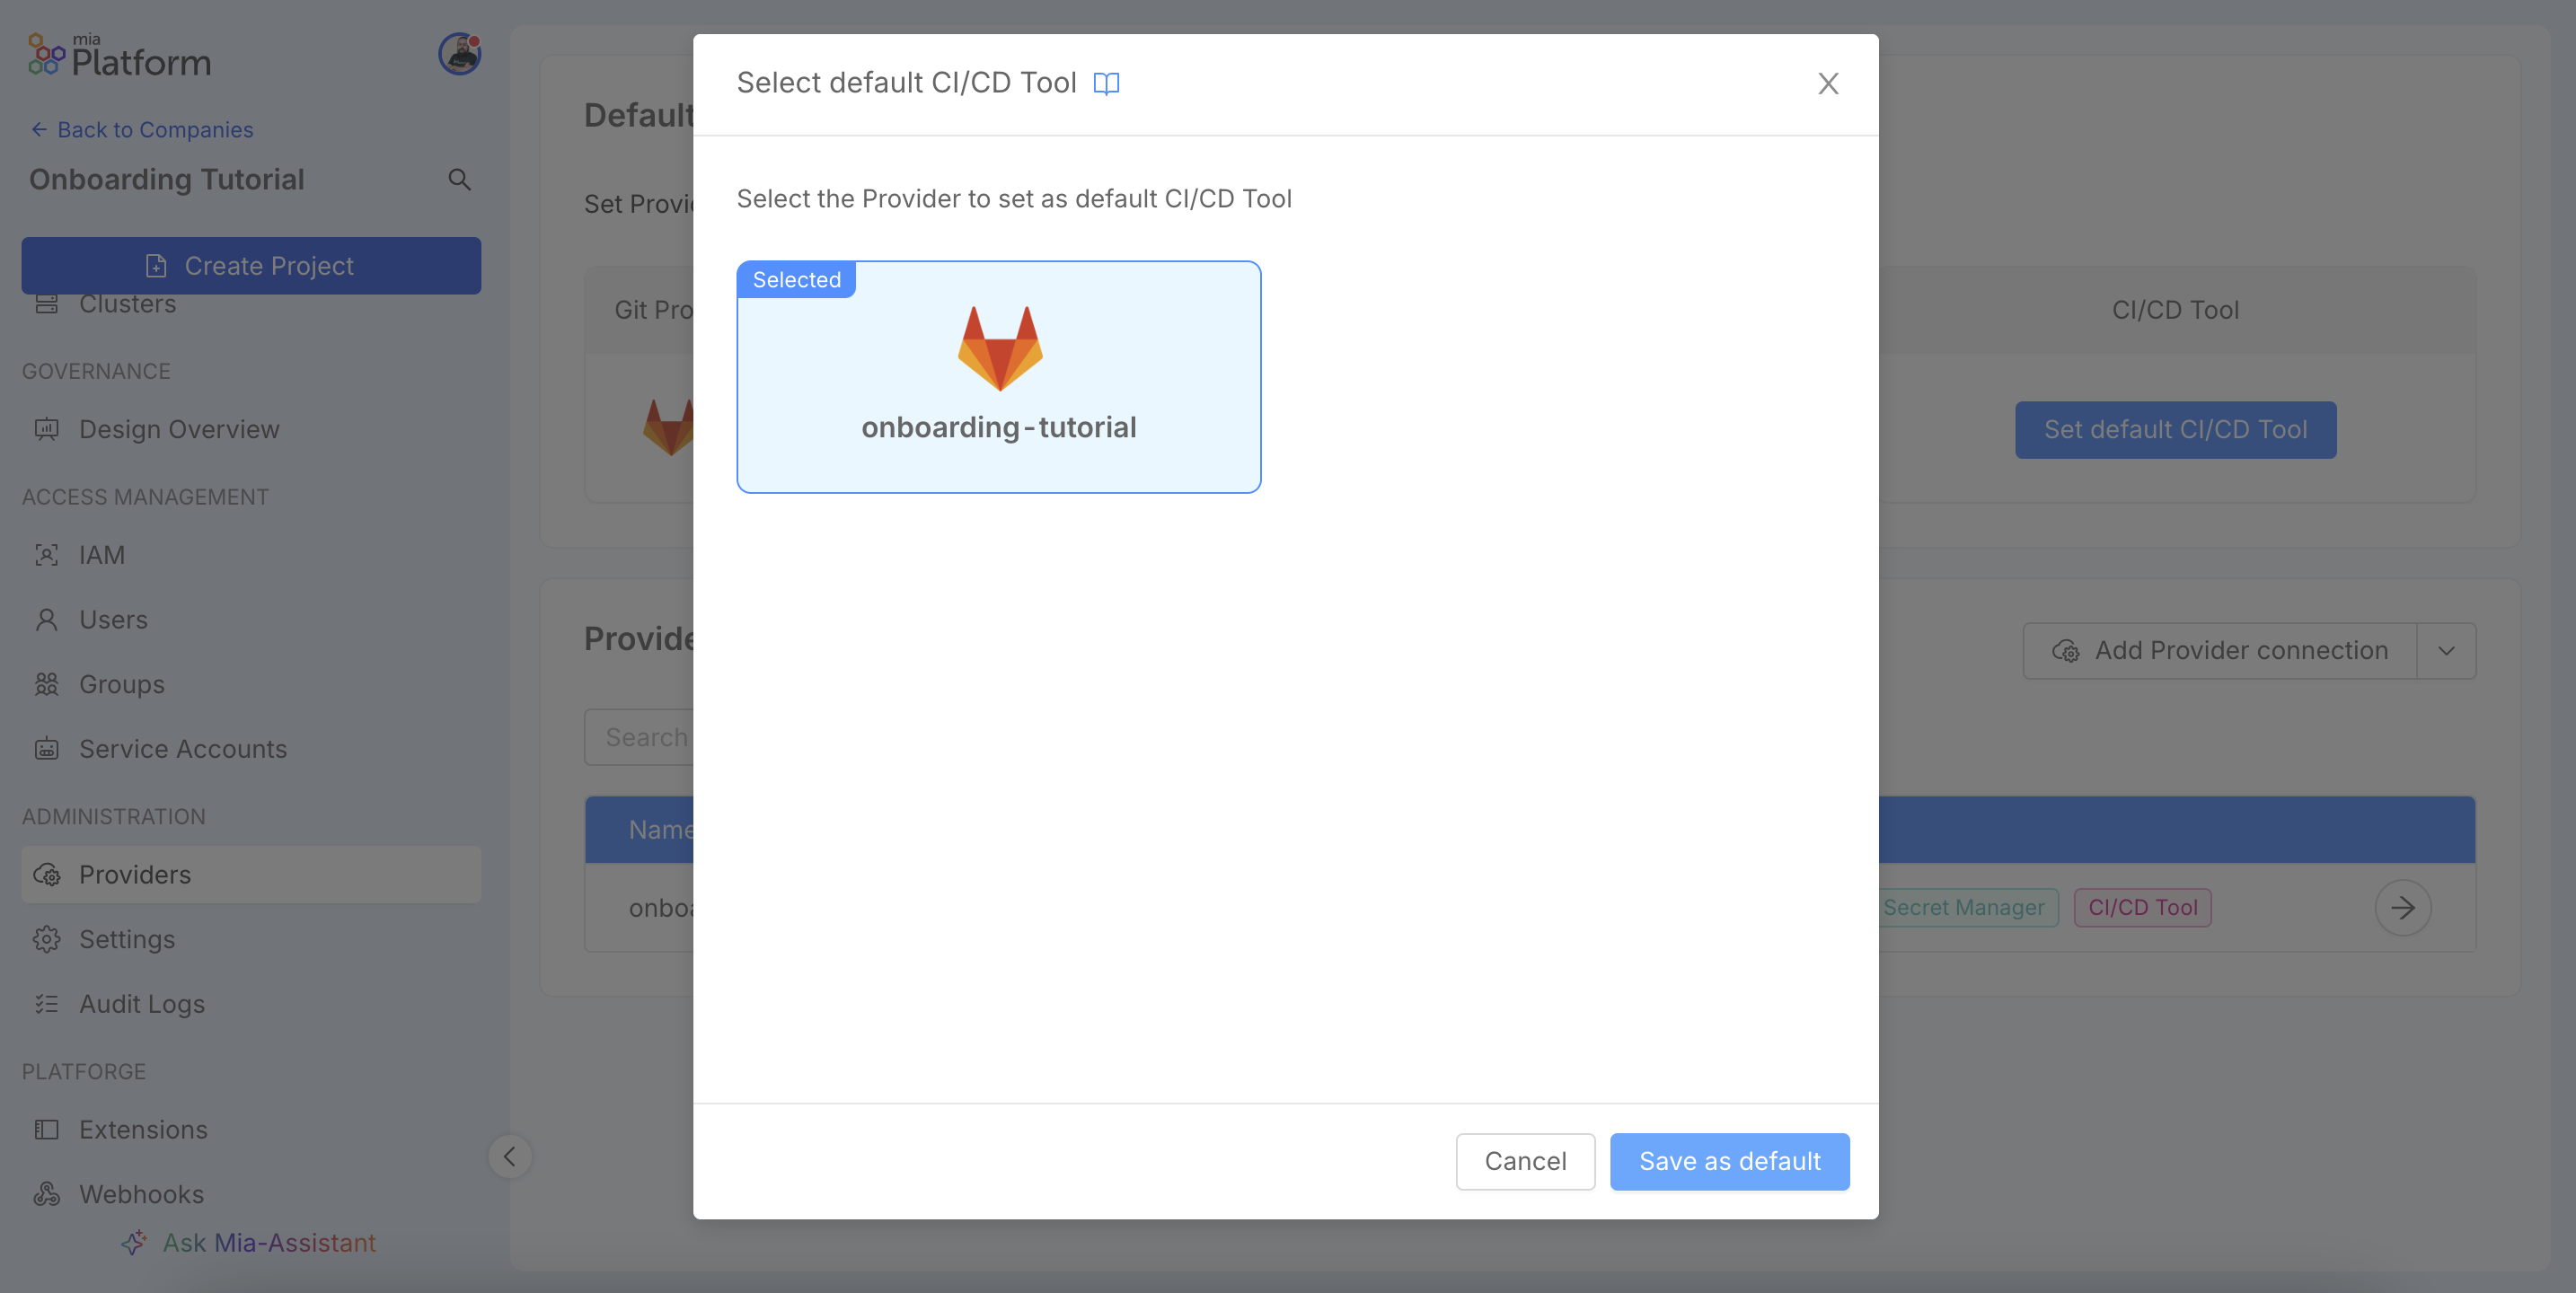 mia
Platform
Back to Companies
Onboarding Tutorial
Create Project
Clusters
GOVERNANCE
Design Overview
ACCESS MANAGEMENT
IAM
Users
Groups
Service Accounts
ADMINISTRATION
Providers
Settings
Audit Logs
PLATFORGE
Extensions
Webhooks
Ask Mia-Assistant
Default
Set Provi
Git Pro
CI/CD Tool
Set default CI/CD Tool
Provide
Add Provider connection
Search
Name
onboa
Secret Manager
CI/CD Tool
Select default CI/CD Tool
Select the Provider to set as default CI/CD Tool
Selected
onboarding-tutorial
Cancel
Save as default